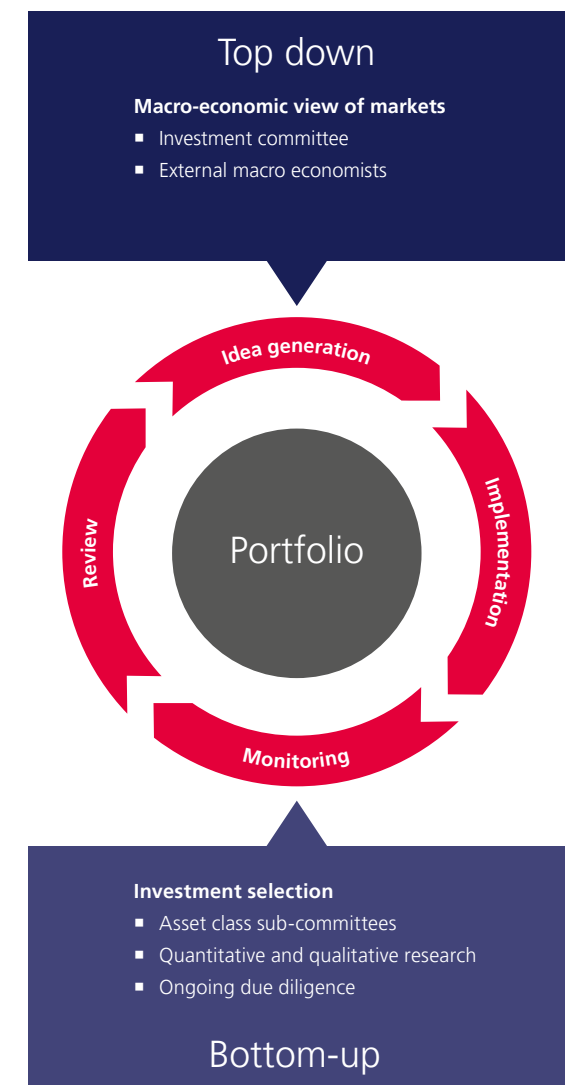 Top down
Macro-economic view of markets
▪ Investment committee
▪ External macro economists
Idea generation
Implementation
Portfolio
Review
Monitoring
Investment selection
▪ Asset class sub-committees
▪ Quantitative and qualitative research
▪ Ongoing due diligence
Bottom-up